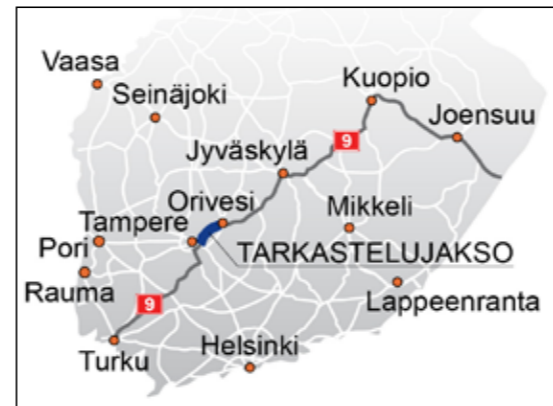 Vaasa
Kuopio
Seinäjoki
Joensuu
9
Jyväskylä
Orivesi
Mikkeli
Tampere
Pori
TARKASTELUJAKSO
Rauma
Lappeenranta
9
Helsinki
Turku